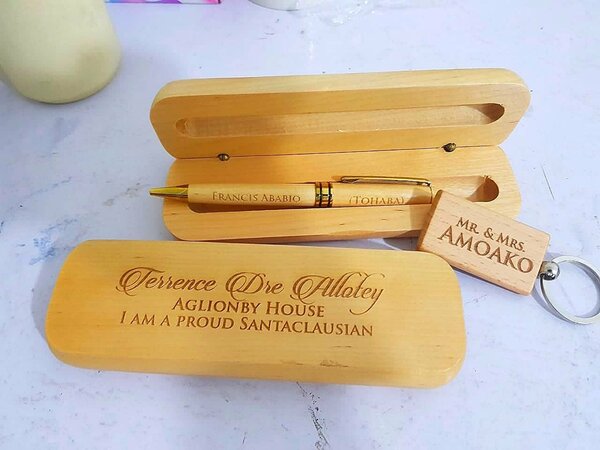 Francis Ababio (Tohaba)
Mr. & Mrs.
Amoako
Terrence Dre Allotey
Aglionby House
I am a proud Santaclausian